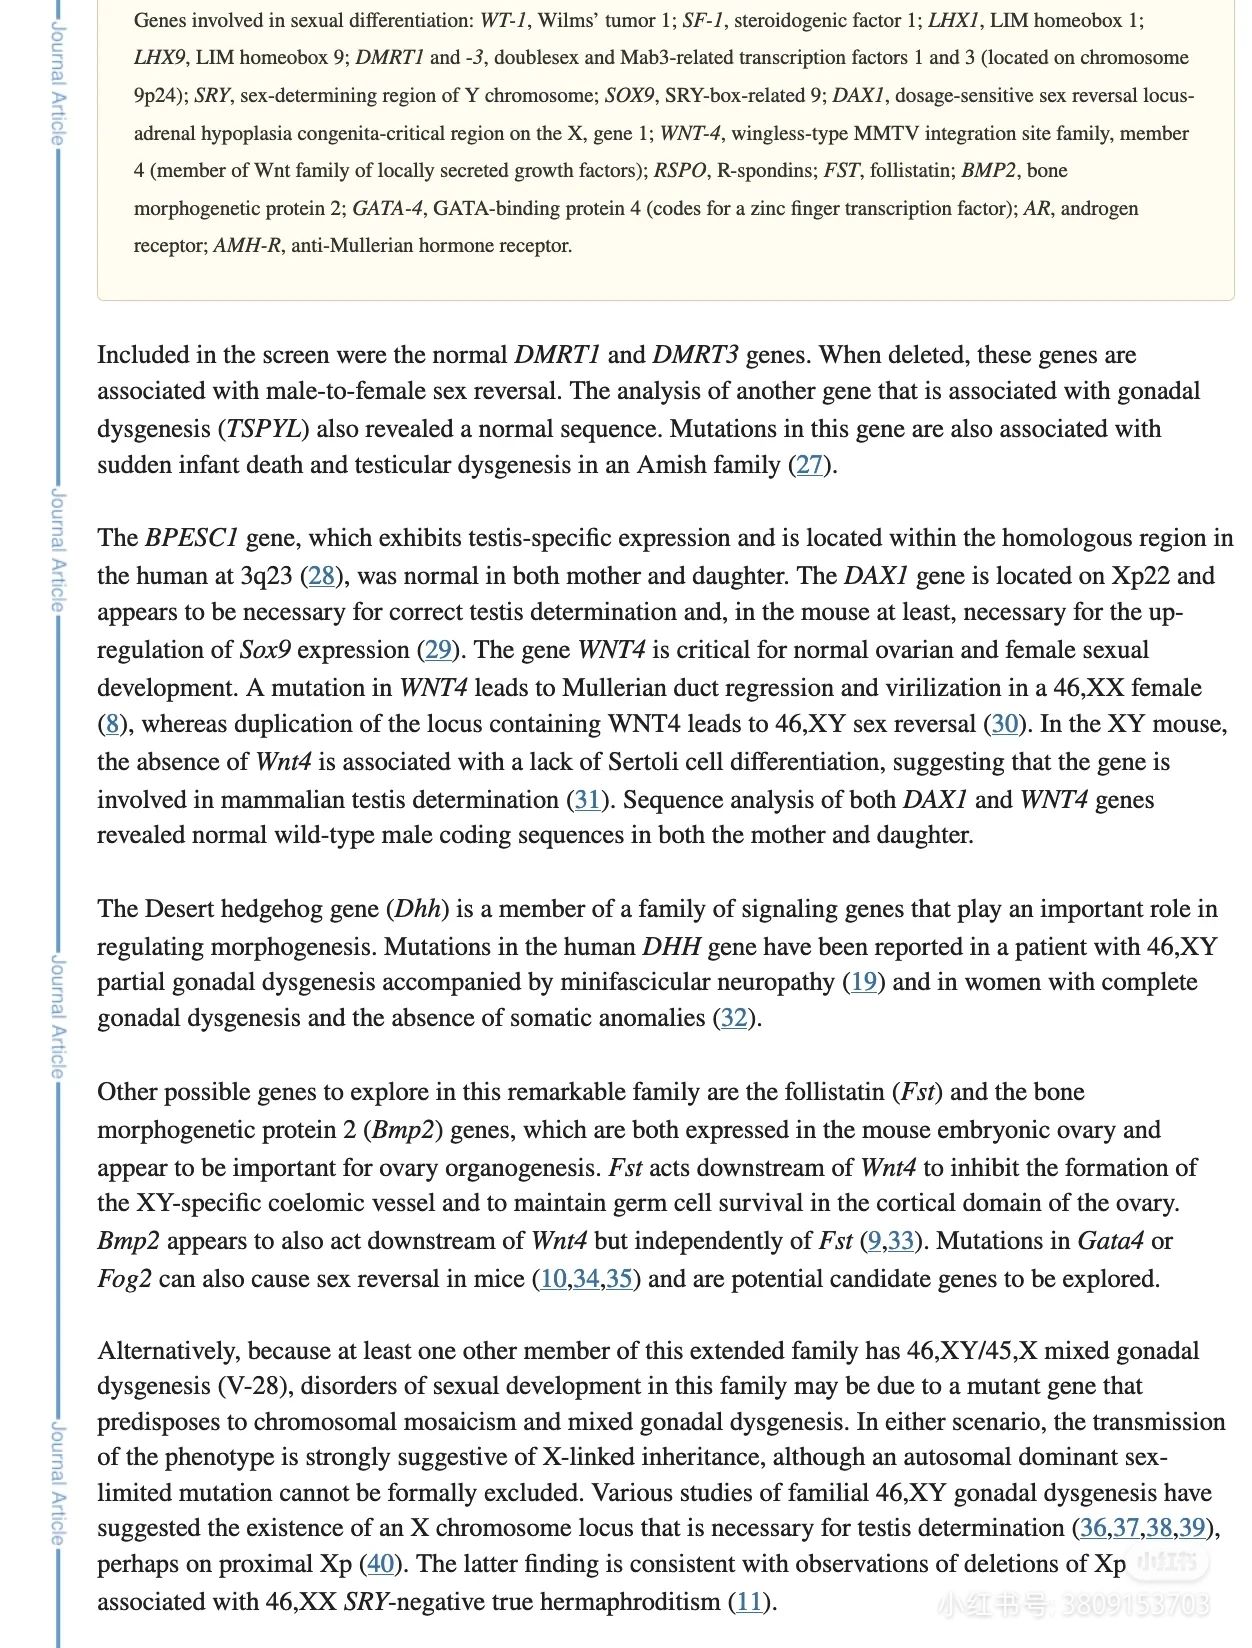 Genes involved in sexual differentiation: WT-1, Wilms’ tumor 1; SF-1, steroidogenic factor 1; LHX1, LIM homeobox 1;
LHX9, LIM homeobox 9; DMRT1 and -3, doublesex and Mab3-related transcription factors 1 and 3 (located on chromosome
9p24); SRY, sex-determining region of Y chromosome; SOX9, SRY-box-related 9; DAX1, dosage-sensitive sex reversal locus-
adrenal hypoplasia congenita-critical region on the X, gene 1; WNT-4, wingless-type MMTV integration site family, member
4 (member of Wnt family of locally secreted growth factors); RSPO, R-spondins; FST, follistatin; BMP2, bone
morphogenetic protein 2; GATA-4, GATA-binding protein 4 (codes for a zinc finger transcription factor); AR, androgen
receptor; AMH-R, anti-Mullerian hormone receptor.
Included in the screen were the normal DMRT1 and DMRT3 genes. When deleted, these genes are
associated with male-to-female sex reversal. The analysis of another gene that is associated with gonadal
dysgenesis (TSPYL) also revealed a normal sequence. Mutations in this gene are also associated with
sudden infant death and testicular dysgenesis in an Amish family (27).
The BPESC1 gene, which exhibits testis-specific expression and is located within the homologous region in
the human at 3q23 (28), was normal in both mother and daughter. The DAX1 gene is located on Xp22 and
appears to be necessary for correct testis determination and, in the mouse at least, necessary for the up-
regulation of Sox9 expression (29). The gene WNT4 is critical for normal ovarian and female sexual
development. A mutation in WNT4 leads to Mullerian duct regression and virilization in a 46,XX female
(8), whereas duplication of the locus containing WNT4 leads to 46,XY sex reversal (30). In the XY mouse,
the absence of Wnt4 is associated with a lack of Sertoli cell differentiation, suggesting that the gene is
involved in mammalian testis determination (31). Sequence analysis of both DAX1 and WNT4 genes
revealed normal wild-type male coding sequences in both the mother and daughter.
The Desert hedgehog gene (Dhh) is a member of a family of signaling genes that play an important role in
regulating morphogenesis. Mutations in the human DHH gene have been reported in a patient with 46,XY
partial gonadal dysgenesis accompanied by minifascicular neuropathy (19) and in women with complete
gonadal dysgenesis and the absence of somatic anomalies (32).
Other possible genes to explore in this remarkable family are the follistatin (Fst) and the bone
morphogenetic protein 2 (Bmp2) genes, which are both expressed in the mouse embryonic ovary and
appear to be important for ovary organogenesis. Fst acts downstream of Wnt4 to inhibit the formation of
the XY-specific coelomic vessel and to maintain germ cell survival in the cortical domain of the ovary.
Bmp2 appears to also act downstream of Wnt4 but independently of Fst (9,33). Mutations in Gata4 or
Fog2 can also cause sex reversal in mice (10,34,35) and are potential candidate genes to be explored.
Alternatively, because at least one other member of this extended family has 46,XY/45,X mixed gonadal
dysgenesis (V-28), disorders of sexual development in this family may be due to a mutant gene that
predisposes to chromosomal mosaicism and mixed gonadal dysgenesis. In either scenario, the transmission
of the phenotype is strongly suggestive of X-linked inheritance, although an autosomal dominant sex-
limited mutation cannot be formally excluded. Various studies of familial 46,XY gonadal dysgenesis have
suggested the existence of an X chromosome locus that is necessary for testis determination (36,37,38,39),
perhaps on proximal Xp (40). The latter finding is consistent with observations of deletions of Xp
associated with 46,XX SRY-negative true hermaphroditism (11).
Journal Article
Journal Article
Journal Article
Journal Article
小红书
小红书号: 3809153703